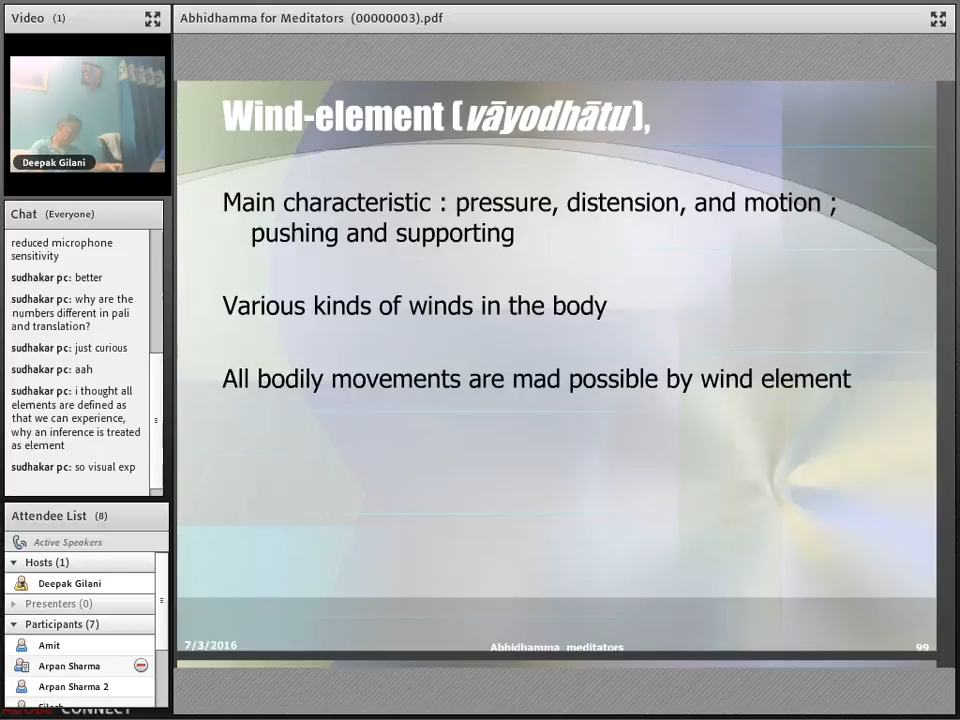 Video (1)
Abhidhamma for Meditators (00000003).pdf
Deepak Gilani
Chat (Everyone)
reduced microphone
sensitivity
sudhakar pc: better
sudhakar pc: why are the
numbers different in pali
and translation?
sudhakar pc: just curious
sudhakar pc: aah
sudhakar pc: i thought all
elements are defined as
that we can experience,
why an inference is treated
as element
sudhakar pc: so visual exp
Attendee List (8)
Active Speakers
Hosts (1)
Deepak Gilani
Presenters (0)
Participants (7)
Amit
Arpan Sharma
Arpan Sharma 2
CONNECT
Wind-element (vāyodhātu),
Main characteristic : pressure, distension, and motion ;
pushing and supporting
Various kinds of winds in the body
All bodily movements are mad possible by wind element
7/3/2016
Abhidhamma meditators
99